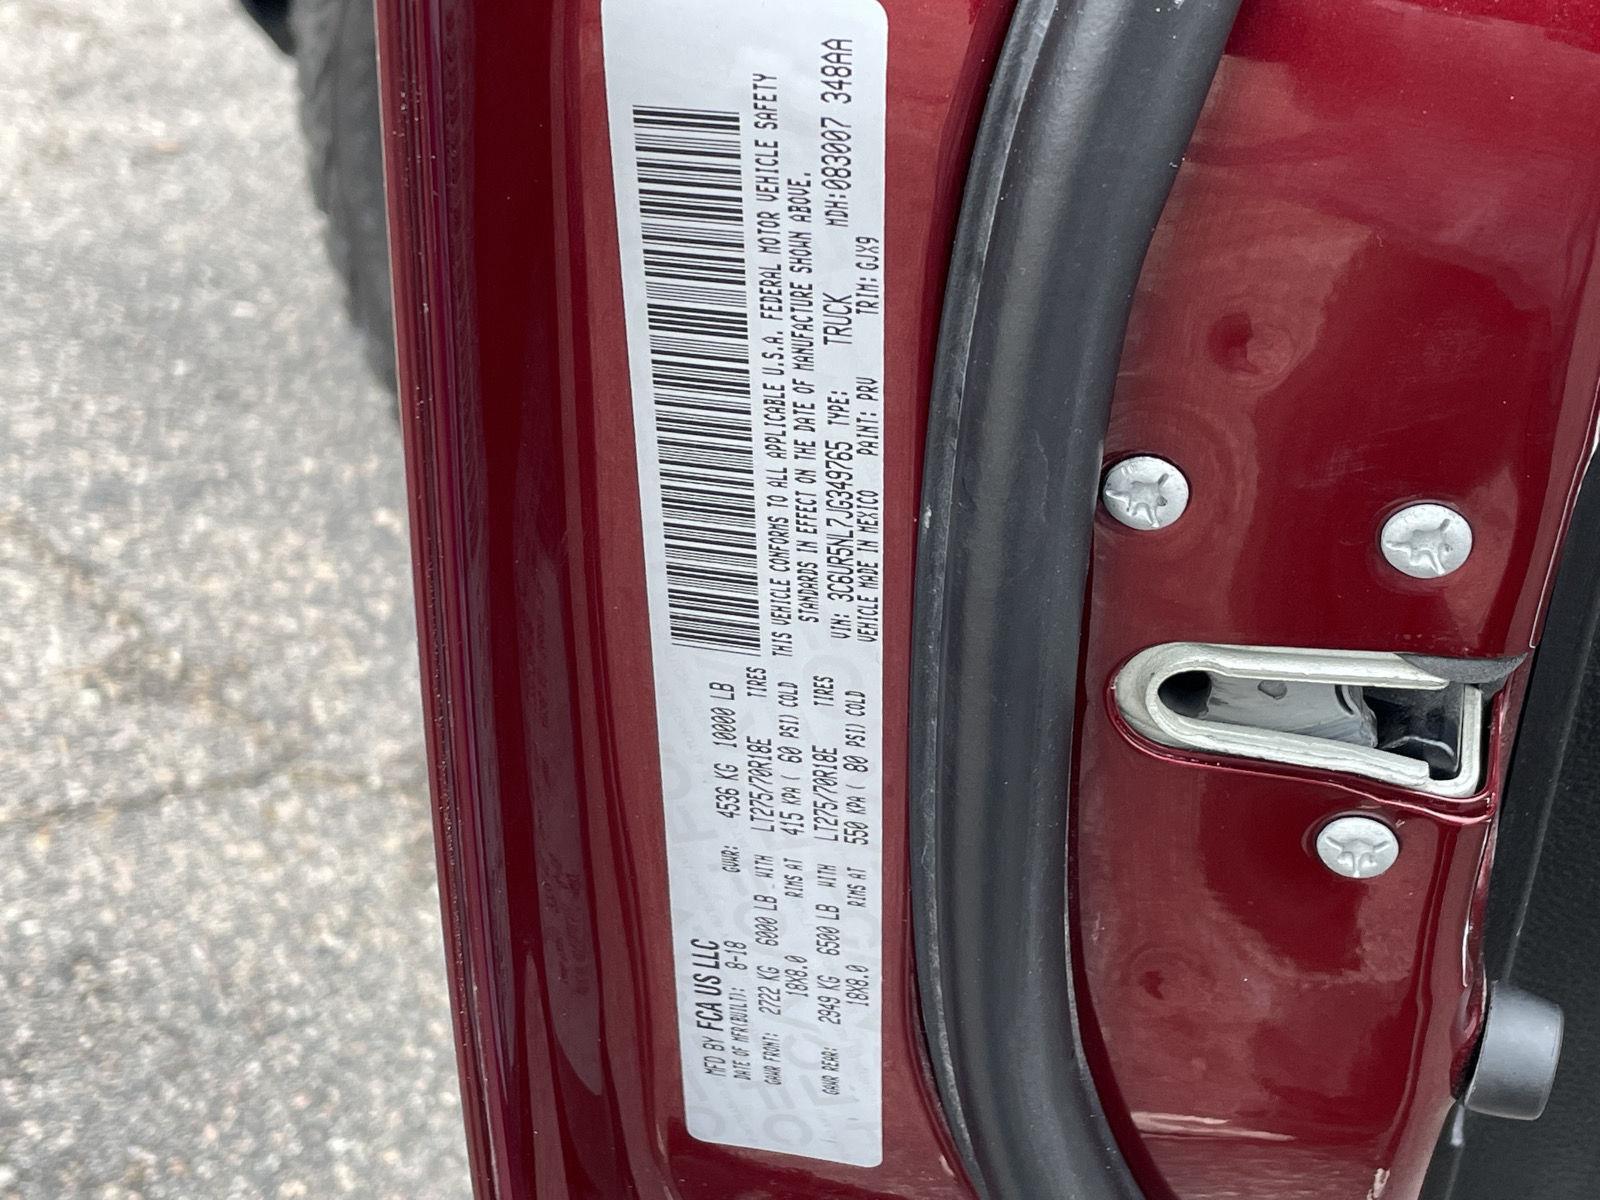 MFD BY FCA US LLC
DATE OF MFR(BUILT): 8-18 GVWR: 4536 KG 10000 LB
GAWR FRONT: 2722 KG 6000 LB WITH LT275/70R18E TIRES
18X8.0 RIMS AT 415 KPA ( 60 PSI) COLD
GAWR REAR: 2949 KG 6500 LB WITH LT275/70R18E TIRES
18X8.0 RIMS AT 550 KPA ( 80 PSI) COLD
THIS VEHICLE CONFORMS TO ALL APPLICABLE U.S.A. FEDERAL MOTOR VEHICLE SAFETY
STANDARDS IN EFFECT ON THE DATE OF MANUFACTURE SHOWN ABOVE.
VIN: 3C6UR5NL7JG349765 TYPE: TRUCK MDH:083007 348AA
VEHICLE MADE IN MEXICO PAINT: PRV TRIM: GJX9